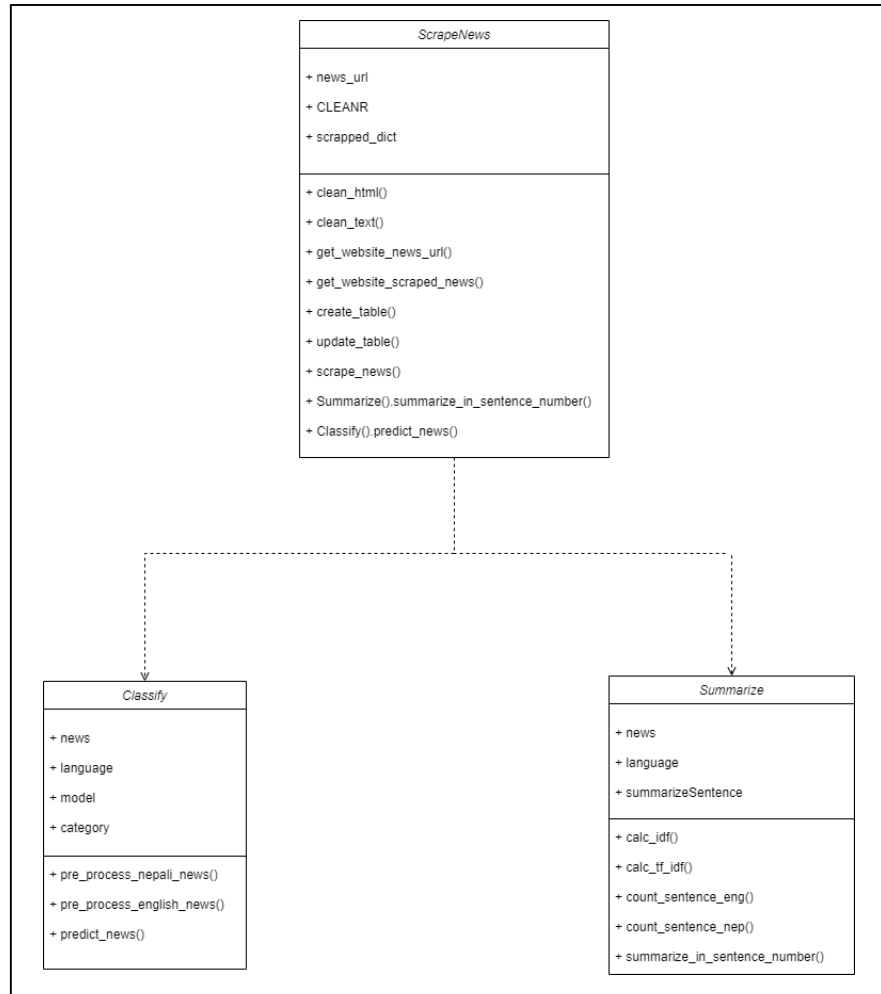 ScrapeNews
+ news_url
+ CLEANR
+ scrapped_dict
+ clean_html()
+ clean_text()
+ get_website_news_url()
+ get_website_scraped_news()
+ create_table()
+ update_table()
+ scrape_news()
+ Summarize().summarize_in_sentence_number()
+ Classify().predict_news()
Classify
+ news
+ language
+ model
+ category
+ pre_process_nepali_news()
+ pre_process_english_news()
+ predict_news()
Summarize
+ news
+ language
+ summarizeSentence
+ calc_idf()
+ calc_tf_idf()
+ count_sentence_eng()
+ count_sentence_nep()
+ summarize_in_sentence_number()